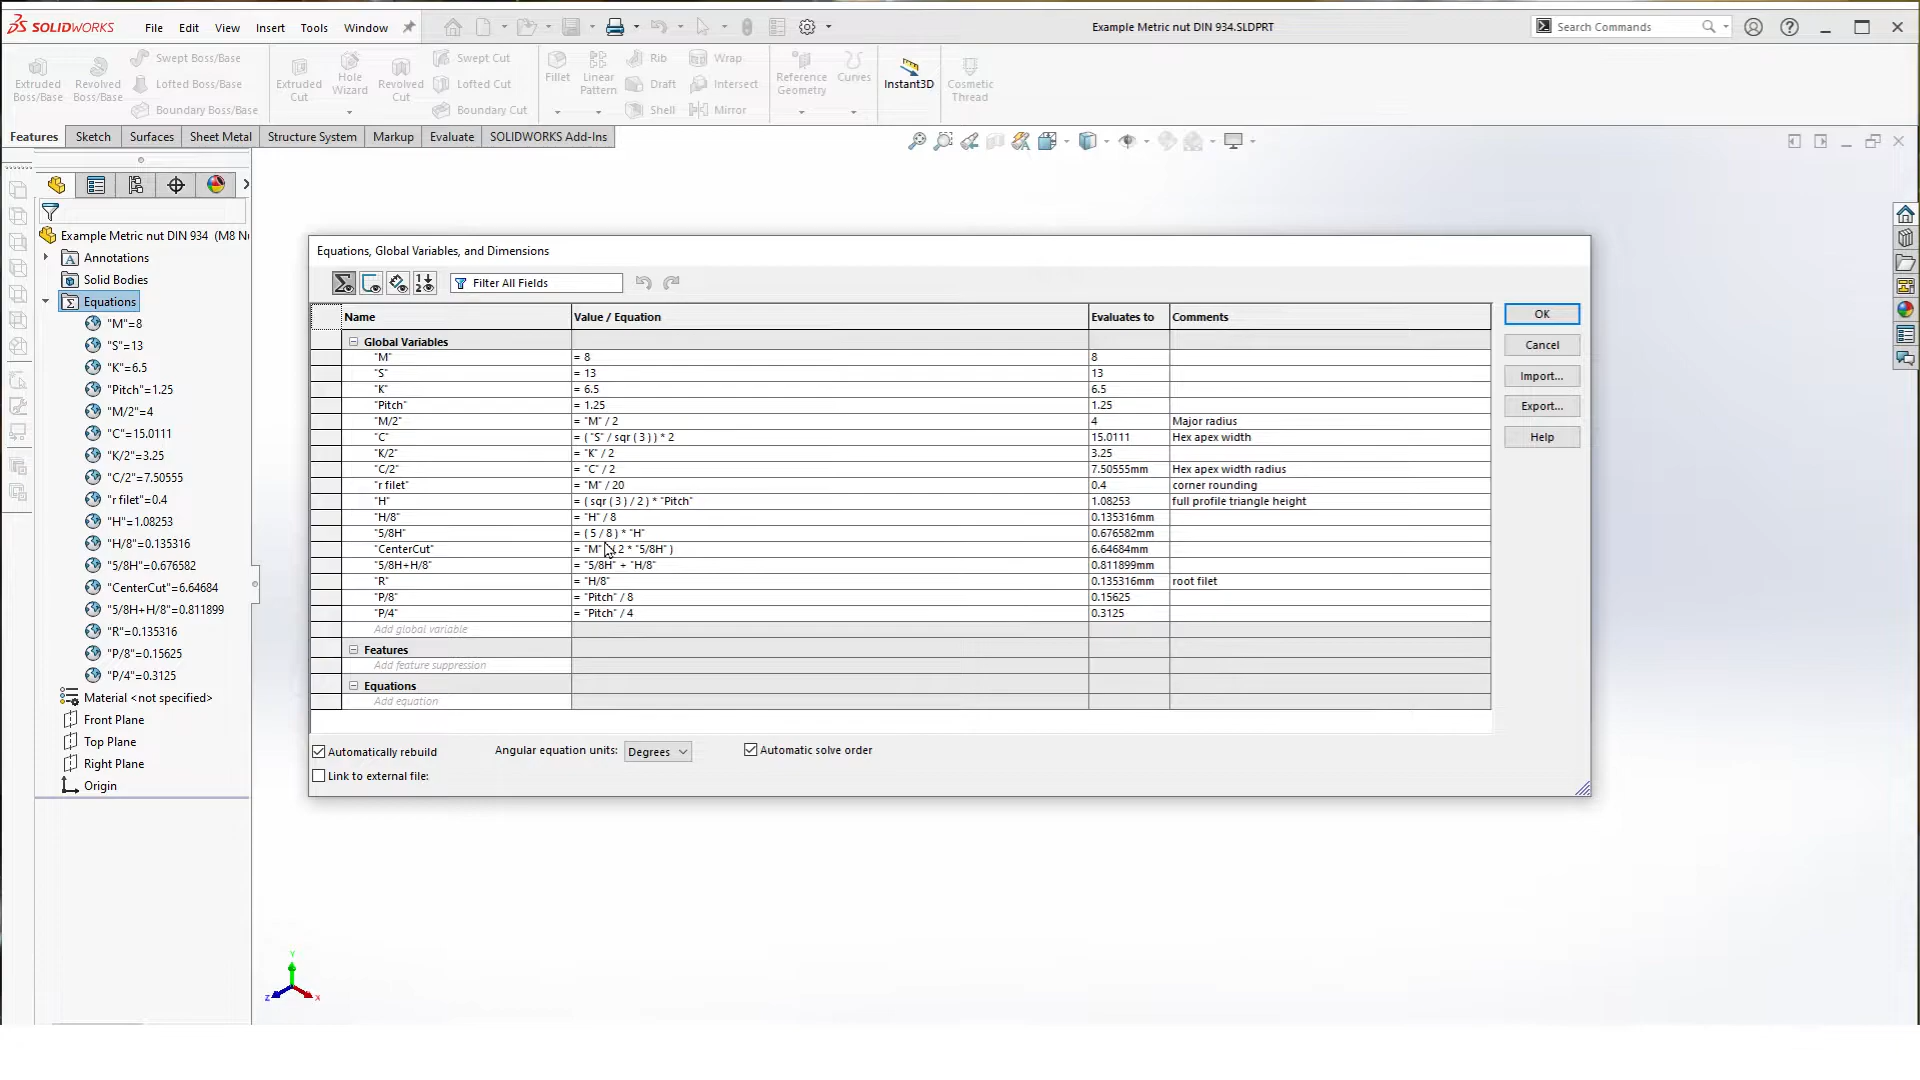 SOLIDWORKS File Edit View Insert Tools Window Example Metric nut DIN 934.SLDPRT Search Commands
Extruded Boss/Base
Revolved Boss/Base
Swept Boss/Base
Lofted Boss/Base
Boundary Boss/Base
Extruded Cut
Hole Wizard
Revolved Cut
Swept Cut
Lofted Cut
Boundary Cut
Fillet
Linear Pattern
Rib
Draft
Shell
Wrap
Intersect
Mirror
Reference Geometry
Curves
Instant3D
Cosmetic Thread
Features Sketch Surfaces Sheet Metal Structure System Markup Evaluate SOLIDWORKS Add-Ins
Example Metric nut DIN 934 (M8 N
Annotations
Solid Bodies
Equations
"M"=8
"S"=13
"K"=6.5
"Pitch"=1.25
"M/2"=4
"C"=15.0111
"K/2"=3.25
"C/2"=7.50555
"r filet"=0.4
"H"=1.08253
"H/8"=0.135316
"5/8H"=0.676582
"CenterCut"=6.64684
"5/8H+H/8"=0.811899
"R"=0.135316
"P/8"=0.15625
"P/4"=0.3125
Material <not specified>
Front Plane
Top Plane
Right Plane
Origin
Equations, Global Variables, and Dimensions
Filter All Fields
Name Value / Equation Evaluates to Comments
Global Variables
"M" = 8 8
"S" = 13 13
"K" = 6.5 6.5
"Pitch" = 1.25 1.25
"M/2" = "M" / 2 4 Major radius
"C" = ( "S" / sqr ( 3 ) ) * 2 15.0111 Hex apex width
"K/2" = "K" / 2 3.25
"C/2" = "C" / 2 7.50555mm Hex apex width radius
"r filet" = "M" / 20 0.4 corner rounding
"H" = ( sqr ( 3 ) / 2 ) * "Pitch" 1.08253 full profile triangle height
"H/8" = "H" / 8 0.135316mm
"5/8H" = ( 5 / 8 ) * "H" 0.676582mm
"CenterCut" = "M" ( 2 * "5/8H" ) 6.64684mm
"5/8H+H/8" = "5/8H" + "H/8" 0.811899mm
"R" = "H/8" 0.135316mm root filet
"P/8" = "Pitch" / 8 0.15625
"P/4" = "Pitch" / 4 0.3125
Add global variable
Features
Add feature suppression
Equations
Add equation
OK
Cancel
Import...
Export...
Help
Automatically rebuild Angular equation units: Degrees Automatic solve order
Link to external file:
Y
Z X